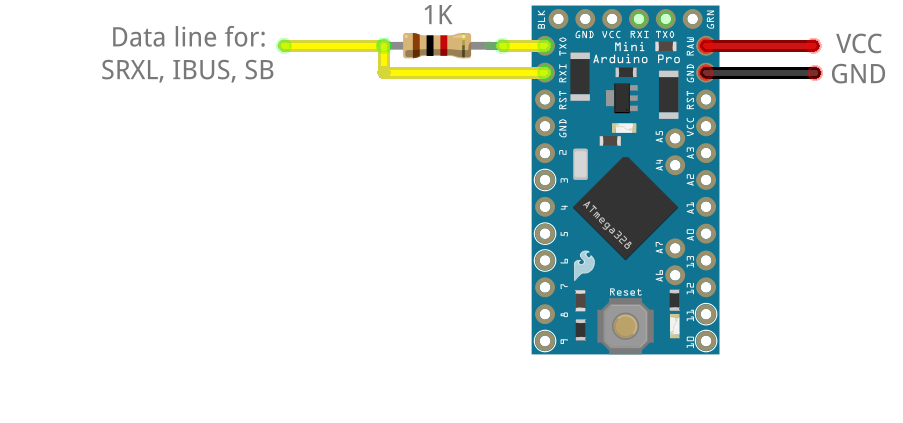 1K
Data line for:
SRXL, IBUS, SB
VCC
GND
BLK
GND VCC RXI TXO
GRN
Mini
Arduino Pro
TXO
RXI
RST
GND
2
3
4
5
6
7
8
9
RAW
GND
RST
VCC
A3
A2
A1
A0
13
12
11
10
A5
A4
A7
A6
ATmega328
Reset